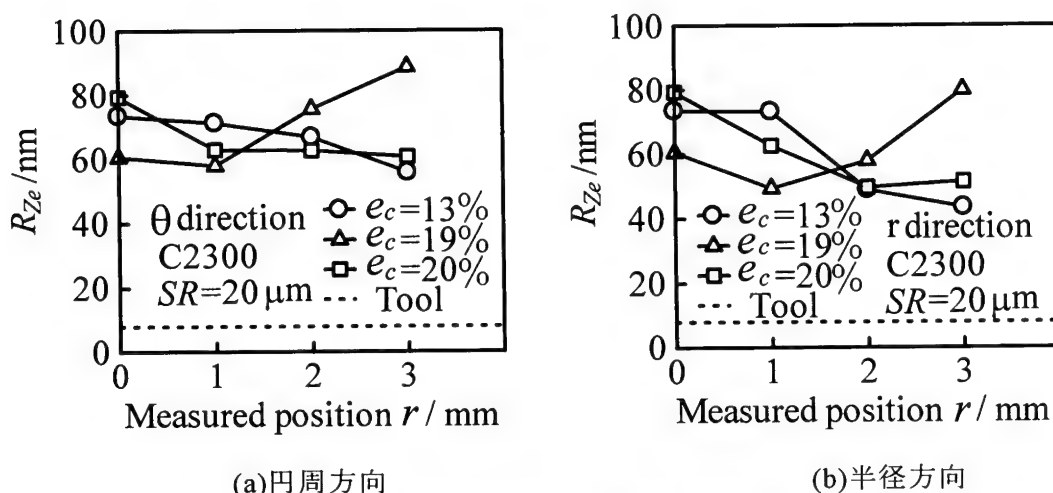 100
80
60
40
20
0
R_{Ze} /nm
θ direction
C2300
SR=20 μm
e_c=13%
e_c=19%
e_c=20%
Tool
0 1 2 3
Measured position r / mm
(a)円周方向
100
80
60
40
20
0
R_{Ze} /nm
e_c=13%
e_c=19%
e_c=20%
Tool
r direction
C2300
SR=20 μm
0 1 2 3
Measured position r / mm
(b)半径方向